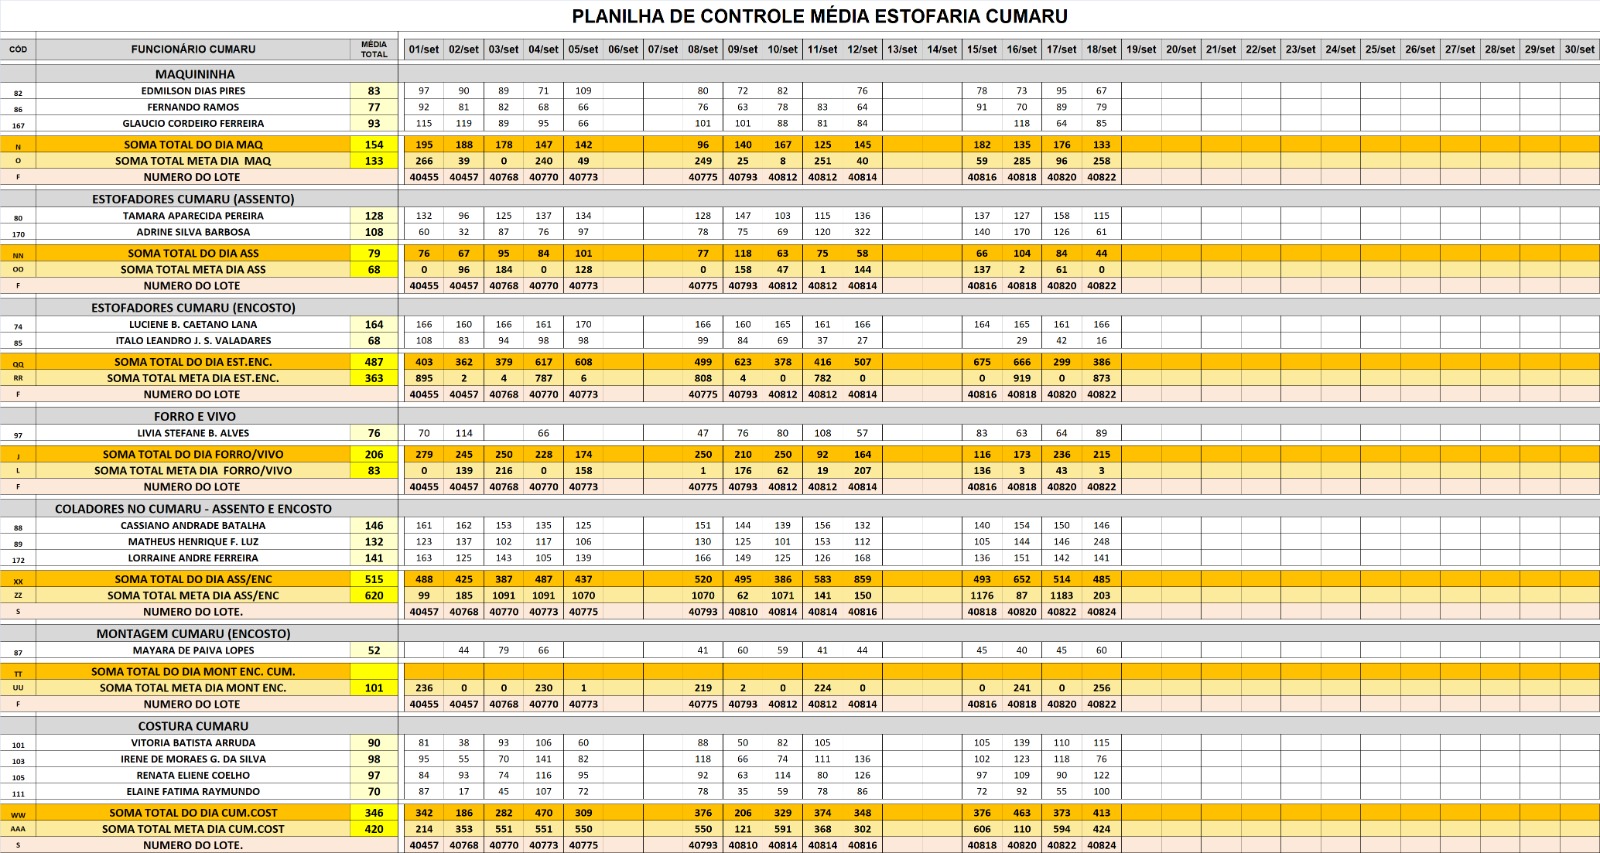 PLANILHA DE CONTROLE MÉDIA ESTOFARIA CUMARU
CÓD FUNCIONÁRIO CUMARU MÉDIA TOTAL 01/set 02/set 03/set 04/set 05/set 06/set 07/set 08/set 09/set 10/set 11/set 12/set 13/set 14/set 15/set 16/set 17/set 18/set 19/set 20/set 21/set 22/set 23/set 24/set 25/set 26/set 27/set 28/set 29/set 30/set
MAQUININHA
82 EDMILSON DIAS PIRES 83 97 90 89 71 109 80 72 82 76 78 73 95 67
86 FERNANDO RAMOS 77 92 81 82 68 66 76 63 78 83 64 91 70 89 79
167 GLAUCIO CORDEIRO FERREIRA 93 115 119 89 95 66 101 101 88 81 84 118 64 85
N SOMA TOTAL DO DIA MAQ 154 195 188 178 147 142 96 140 167 125 145 182 135 176 133
O SOMA TOTAL META DIA MAQ 133 266 39 0 240 49 249 25 8 251 40 59 285 96 258
F NUMERO DO LOTE 40455 40457 40768 40770 40773 40775 40793 40812 40812 40814 40816 40818 40820 40822
ESTOFADORES CUMARU (ASSENTO)
80 TAMARA APARECIDA PEREIRA 128 132 96 125 137 134 128 147 103 115 136 137 127 158 115
170 ADRINE SILVA BARBOSA 108 60 32 87 76 97 78 75 69 120 322 140 170 126 61
NN SOMA TOTAL DO DIA ASS 79 76 67 95 84 101 77 118 63 75 58 66 104 84 44
OO SOMA TOTAL META DIA ASS 68 0 96 184 0 128 0 158 47 1 144 137 2 61 0
F NUMERO DO LOTE 40455 40457 40768 40770 40773 40775 40793 40812 40812 40814 40816 40818 40820 40822
ESTOFADORES CUMARU (ENCOSTO)
74 LUCIENE B. CAETANO LANA 164 166 160 166 161 170 166 160 165 161 166 164 165 161 166
85 ITALO LEANDRO J. S. VALADARES 68 108 83 94 98 98 99 84 69 37 27 29 42 16
QQ SOMA TOTAL DO DIA EST.ENC. 487 403 362 379 617 608 499 623 378 416 507 675 666 299 386
RR SOMA TOTAL META DIA EST.ENC. 363 895 2 4 787 6 808 4 0 782 0 0 919 0 873
F NUMERO DO LOTE 40455 40457 40768 40770 40773 40775 40793 40812 40812 40814 40816 40818 40820 40822
FORRO E VIVO
97 LIVIA STEFANE B. ALVES 76 70 114 66 47 76 80 108 57 83 63 64 89
J SOMA TOTAL DO DIA FORRO/VIVO 206 279 245 250 228 174 250 210 250 92 164 116 173 236 215
L SOMA TOTAL META DIA FORRO/VIVO 83 0 139 216 0 158 1 176 62 19 207 136 3 43 3
F NUMERO DO LOTE 40455 40457 40768 40770 40773 40775 40793 40812 40812 40814 40816 40818 40820 40822
COLADORES NO CUMARU - ASSENTO E ENCOSTO
88 CASSIANO ANDRADE BATALHA 146 161 162 153 135 125 151 144 139 156 132 140 154 150 146
89 MATHEUS HENRIQUE F. LUZ 132 123 137 102 117 106 130 125 101 153 112 105 144 146 248
172 LORRAINE ANDRE FERREIRA 141 163 125 143 105 139 166 149 125 126 168 136 151 142 141
XX SOMA TOTAL DO DIA ASS/ENC 515 488 425 387 487 437 520 495 386 583 859 493 652 514 485
ZZ SOMA TOTAL META DIA ASS/ENC 620 99 185 1091 1091 1070 1070 62 1071 141 150 1176 87 1183 203
S NUMERO DO LOTE. 40457 40768 40770 40773 40775 40793 40810 40814 40814 40816 40818 40820 40822 40824
MONTAGEM CUMARU (ENCOSTO)
87 MAYARA DE PAIVA LOPES 52 44 79 66 41 60 59 41 44 45 40 45 60
TT SOMA TOTAL DO DIA MONT ENC. CUM.
UU SOMA TOTAL META DIA MONT ENC. 101 236 0 0 230 1 219 2 0 224 0 0 241 0 256
F NUMERO DO LOTE 40455 40457 40768 40770 40773 40775 40793 40812 40812 40814 40816 40818 40820 40822
COSTURA CUMARU
101 VITORIA BATISTA ARRUDA 90 81 38 93 106 60 88 50 82 105 105 139 110 115
103 IRENE DE MORAES G. DA SILVA 98 95 55 70 141 82 118 66 74 111 136 102 123 118 76
105 RENATA ELIENE COELHO 97 84 93 74 116 95 92 63 114 80 126 97 109 90 122
111 ELAINE FATIMA RAYMUNDO 70 87 17 45 107 72 78 35 59 78 86 72 92 55 100
WW SOMA TOTAL DO DIA CUM.COST 346 342 186 282 470 309 376 206 329 374 348 376 463 373 413
AAA SOMA TOTAL META DIA CUM.COST 420 214 353 551 551 550 550 121 591 368 302 606 110 594 424
S NUMERO DO LOTE. 40457 40768 40770 40773 40775 40793 40810 40814 40814 40816 40818 40820 40822 40824